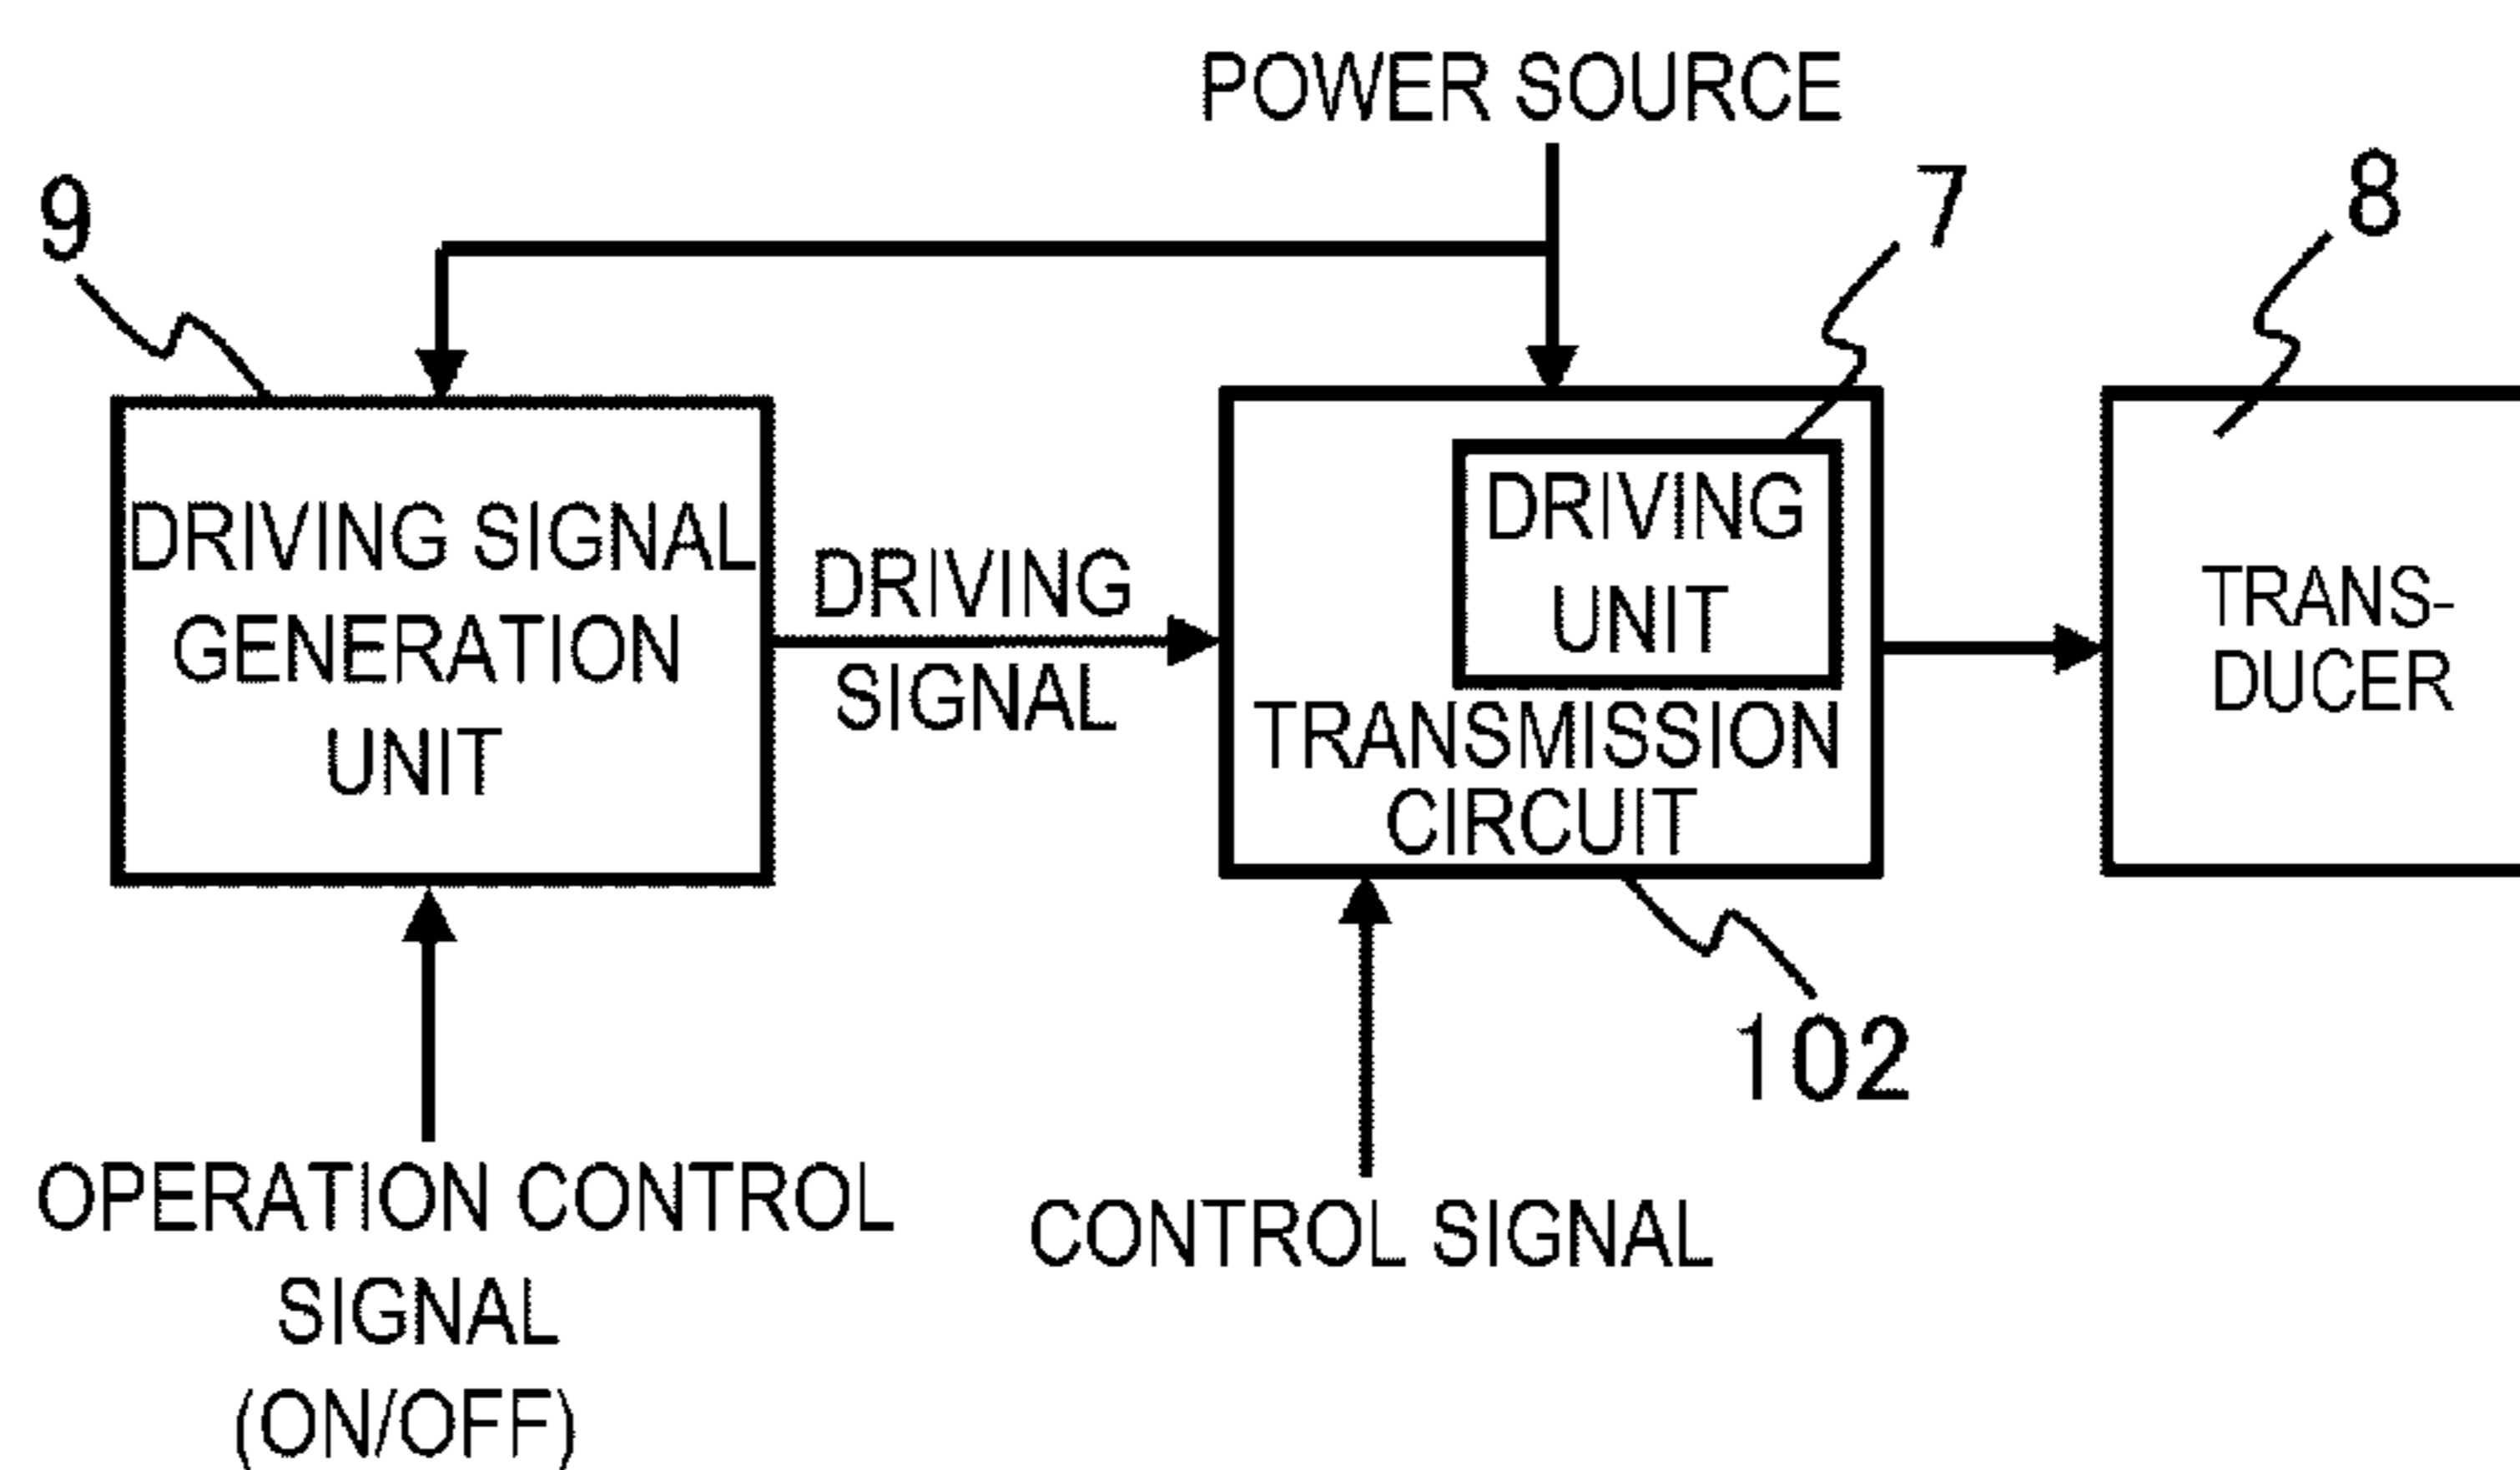 POWER SOURCE
9
7
8
DRIVING SIGNAL
GENERATION
UNIT
DRIVING
SIGNAL
DRIVING
UNIT
TRANSMISSION
CIRCUIT
TRANS-
DUCER
102
OPERATION CONTROL
SIGNAL
(ON/OFF)
CONTROL SIGNAL